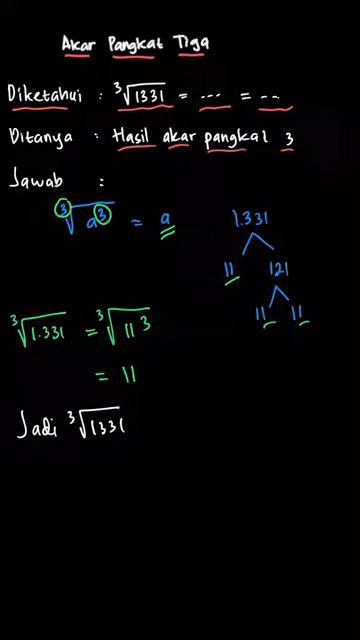 Akar Pangkat Tiga
Diketahui : ³√1331 = ... = ...
Ditanya : Hasil akar pangkat 3
Jawab :
³√a³ = a
1.331
11 121
11 11
³√1.331 = ³√11³
= 11
Jadi ³√1331